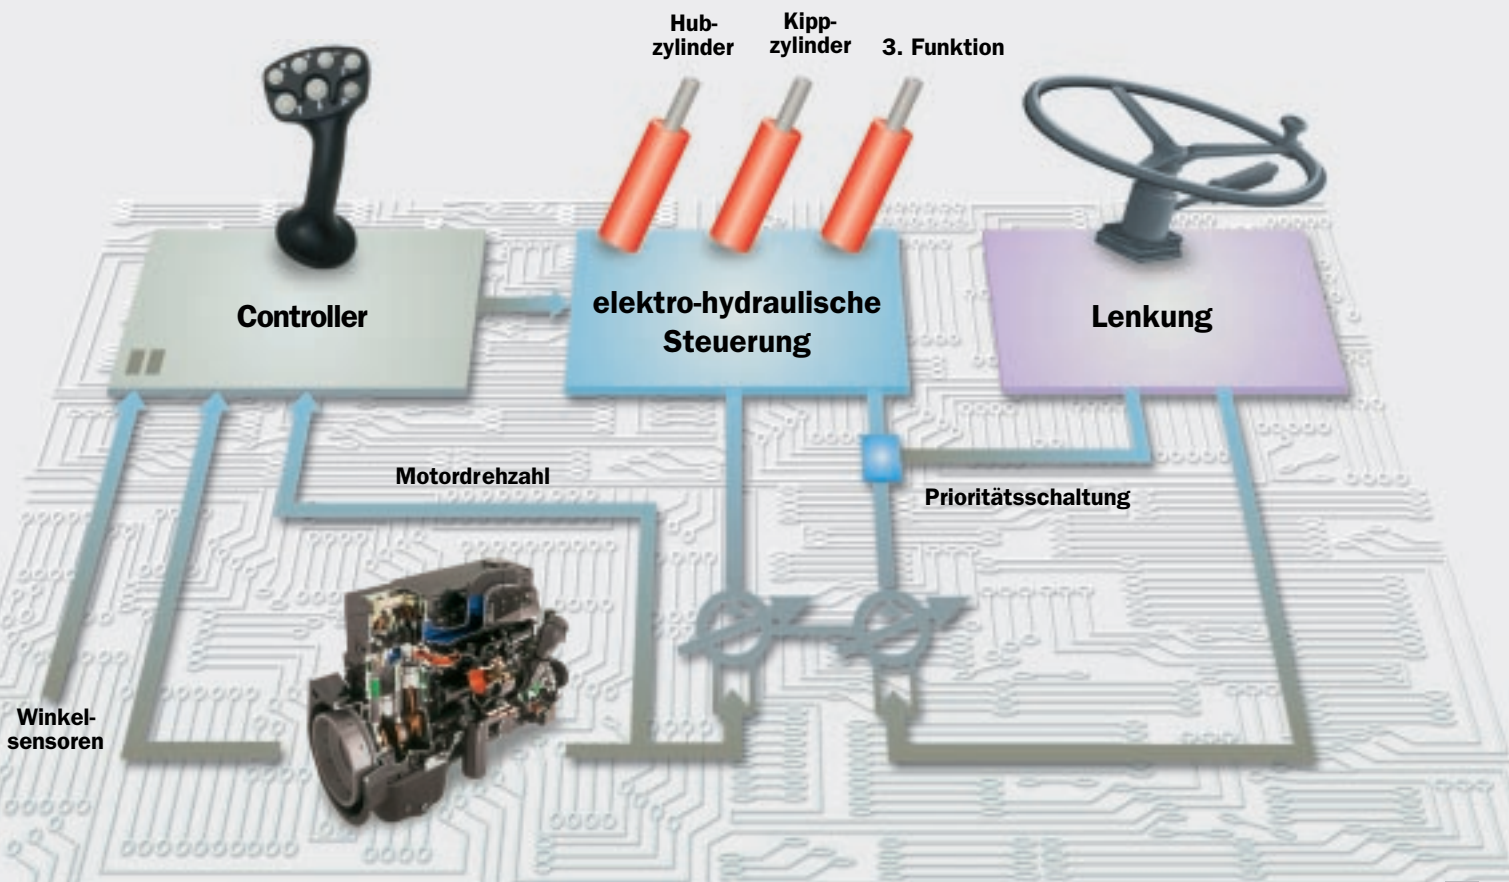 Hub-
zylinder
Kipp-
zylinder
3. Funktion
Controller
elektro-hydraulische
Steuerung
Lenkung
Motordrehzahl
Prioritätsschaltung
Winkel-
sensoren